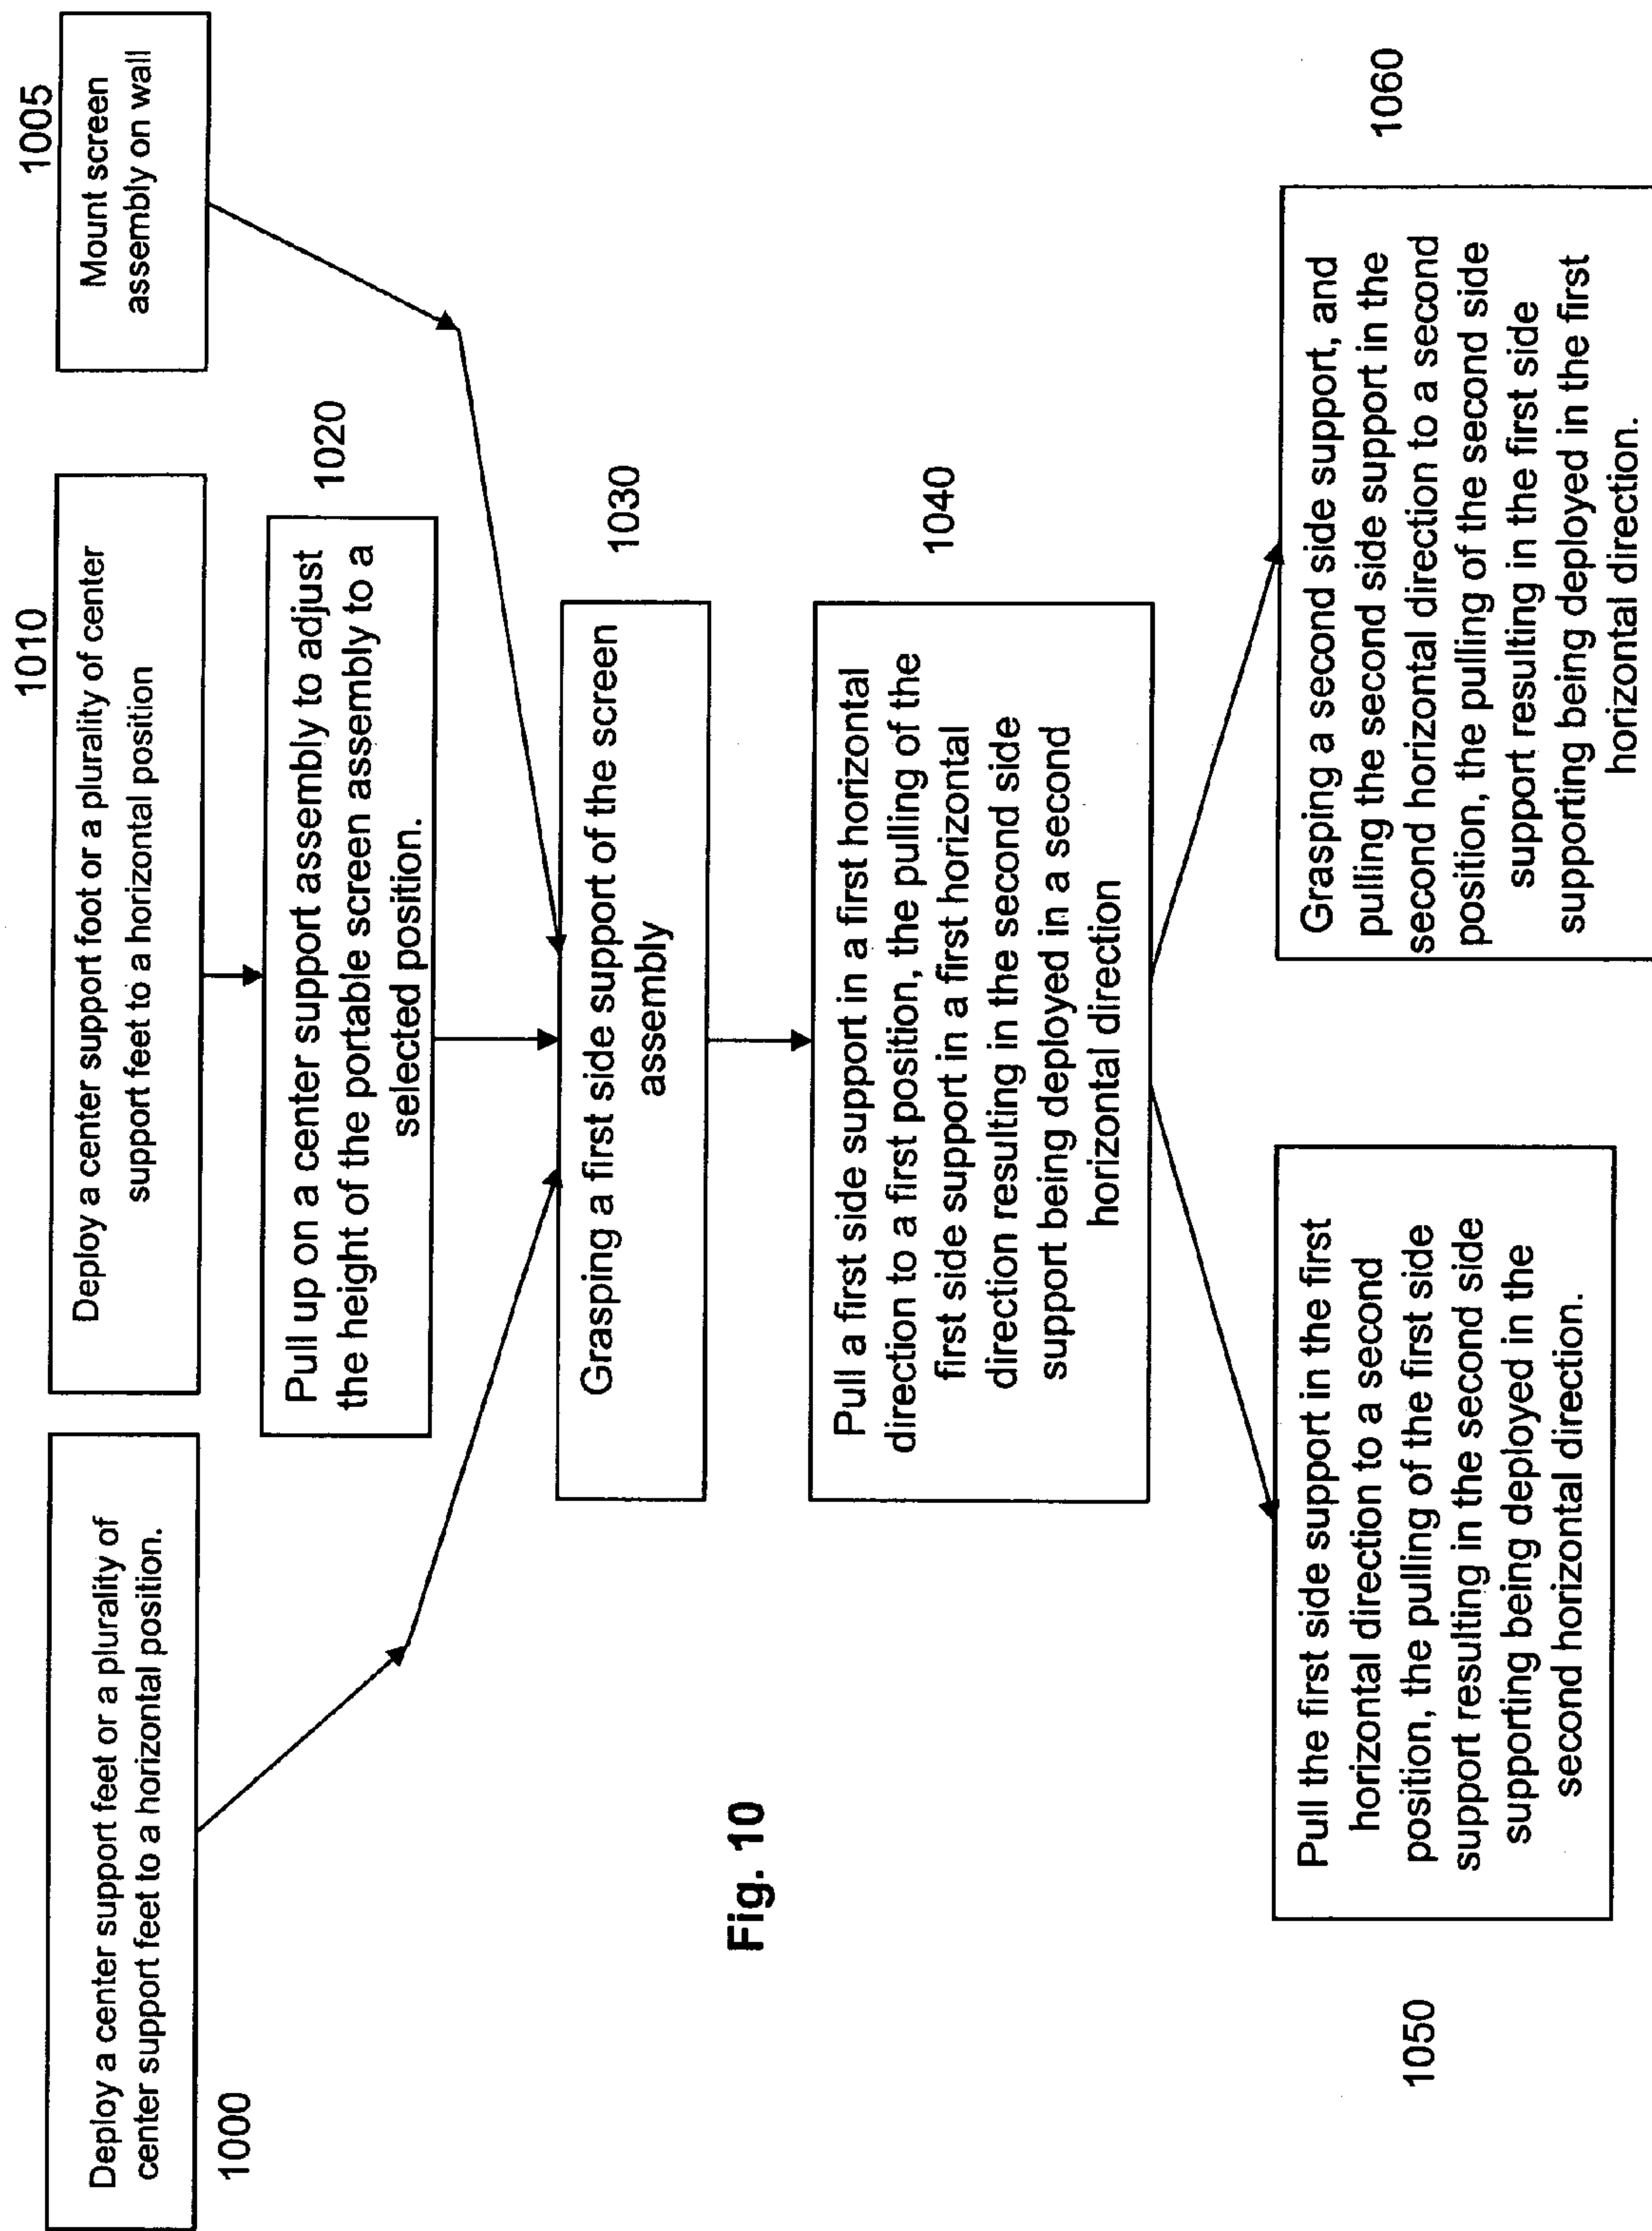 Deploy a center support feet or a plurality of
center support feet to a horizontal position.
1000
1010
Deploy a center support foot or a plurality of center
support feet to a horizontal position
1005
Mount screen
assembly on wall
Pull up on a center support assembly to adjust
the height of the portable screen assembly to a
selected position.
1020
Grasping a first side support of the screen
assembly
1030
Pull a first side support in a first horizontal
direction to a first position, the pulling of the
first side support in a first horizontal
direction resulting in the second side
support being deployed in a second
horizontal direction
1040
Fig. 10
Pull the first side support in the first
horizontal direction to a second
position, the pulling of the first side
support resulting in the second side
supporting being deployed in the
second horizontal direction.
1050
Grasping a second side support, and
pulling the second side support in the
second horizontal direction to a second
position, the pulling of the second side
support resulting in the first side
supporting being deployed in the first
horizontal direction.
1060